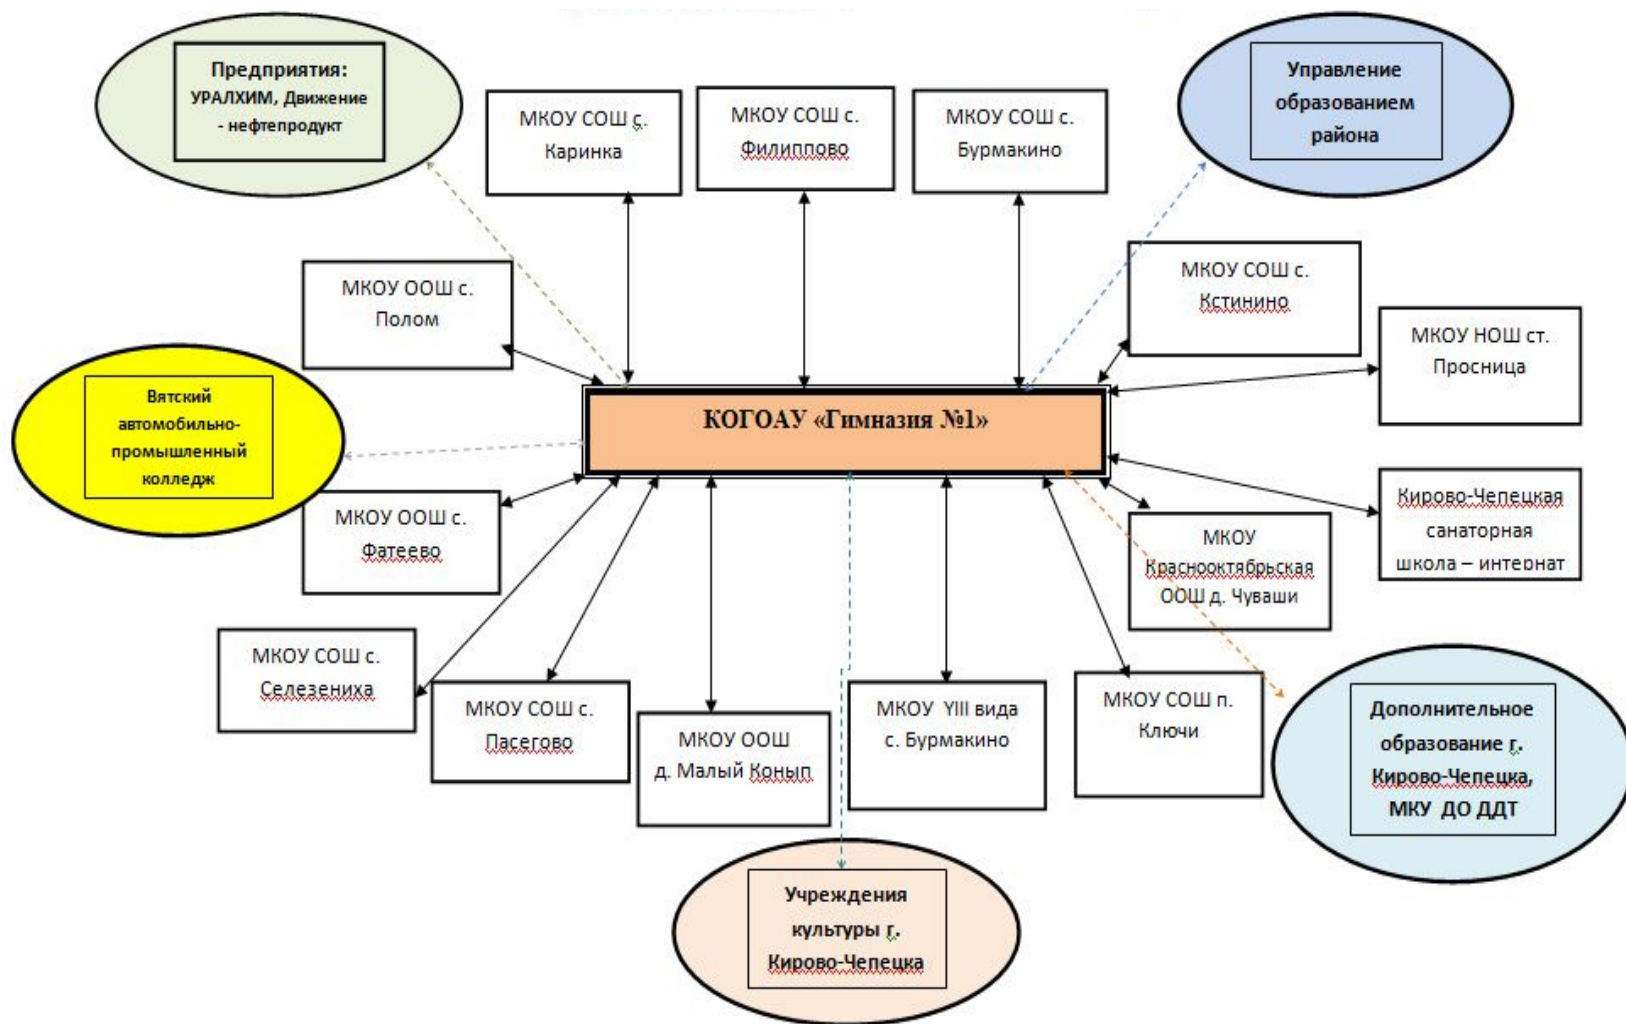 Предприятия:
УРАЛХИМ, Движение
- нефтепродукт
МКОУ СОШ с.
Каринка
МКОУ СОШ с.
Филиппово
МКОУ СОШ с.
Бурмакино
Управление
образованием
района
МКОУ ООШ с.
Полом
МКОУ СОШ с.
Кстинино
МКОУ НОШ ст.
Просница
Вятский
автомобильно-
промышленный
колледж
КОГОАУ «Гимназия №1»
МКОУ ООШ с.
Фатеево
МКОУ
Краснооктябрьская
ООШ д. Чуваши
Кирово-Чепецкая
санаторная
школа – интернат
МКОУ СОШ с.
Селезениха
МКОУ СОШ с.
Пасегово
МКОУ ООШ
д. Малый Конып
МКОУ YIII вида
с. Бурмакино
МКОУ СОШ п.
Ключи
Дополнительное
образование г.
Кирово-Чепецка,
МКУ ДО ДДТ
Учреждения
культуры г.
Кирово-Чепецка